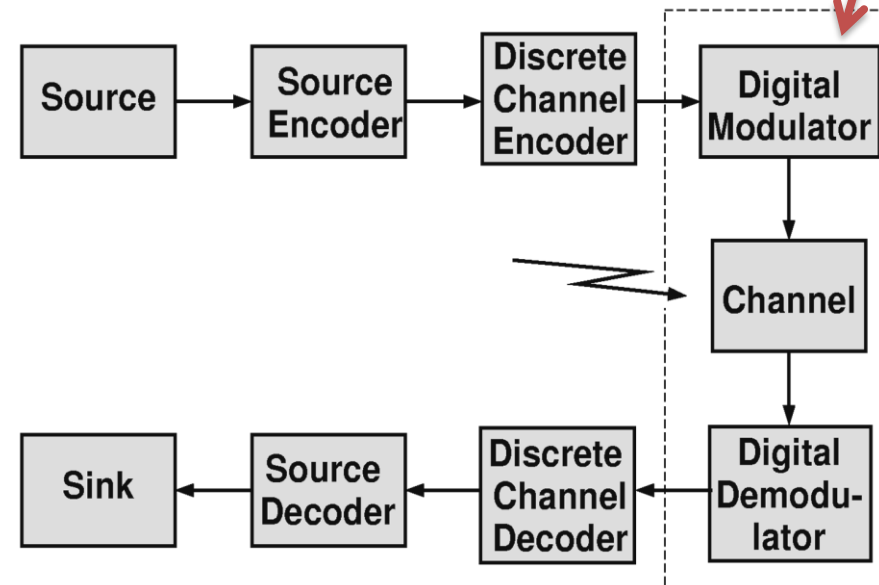 Source
Source
Encoder
Discrete
Channel
Encoder
Digital
Modulator
Channel
Sink
Source
Decoder
Discrete
Channel
Decoder
Digital
Demodu-
lator